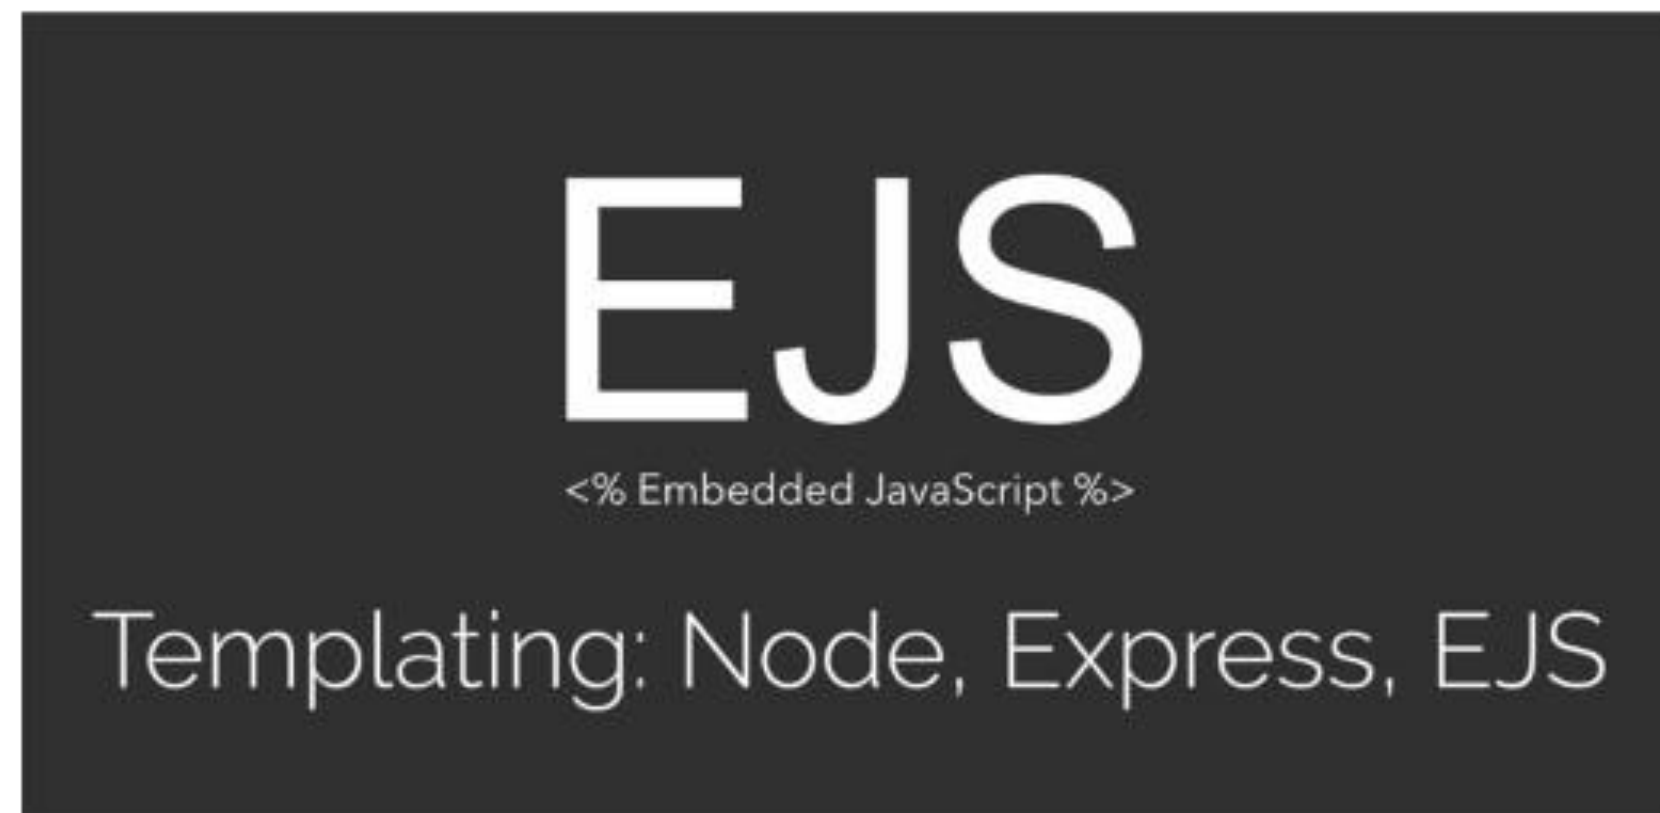 EJS
<% Embedded JavaScript %>
Templating: Node, Express, EJS